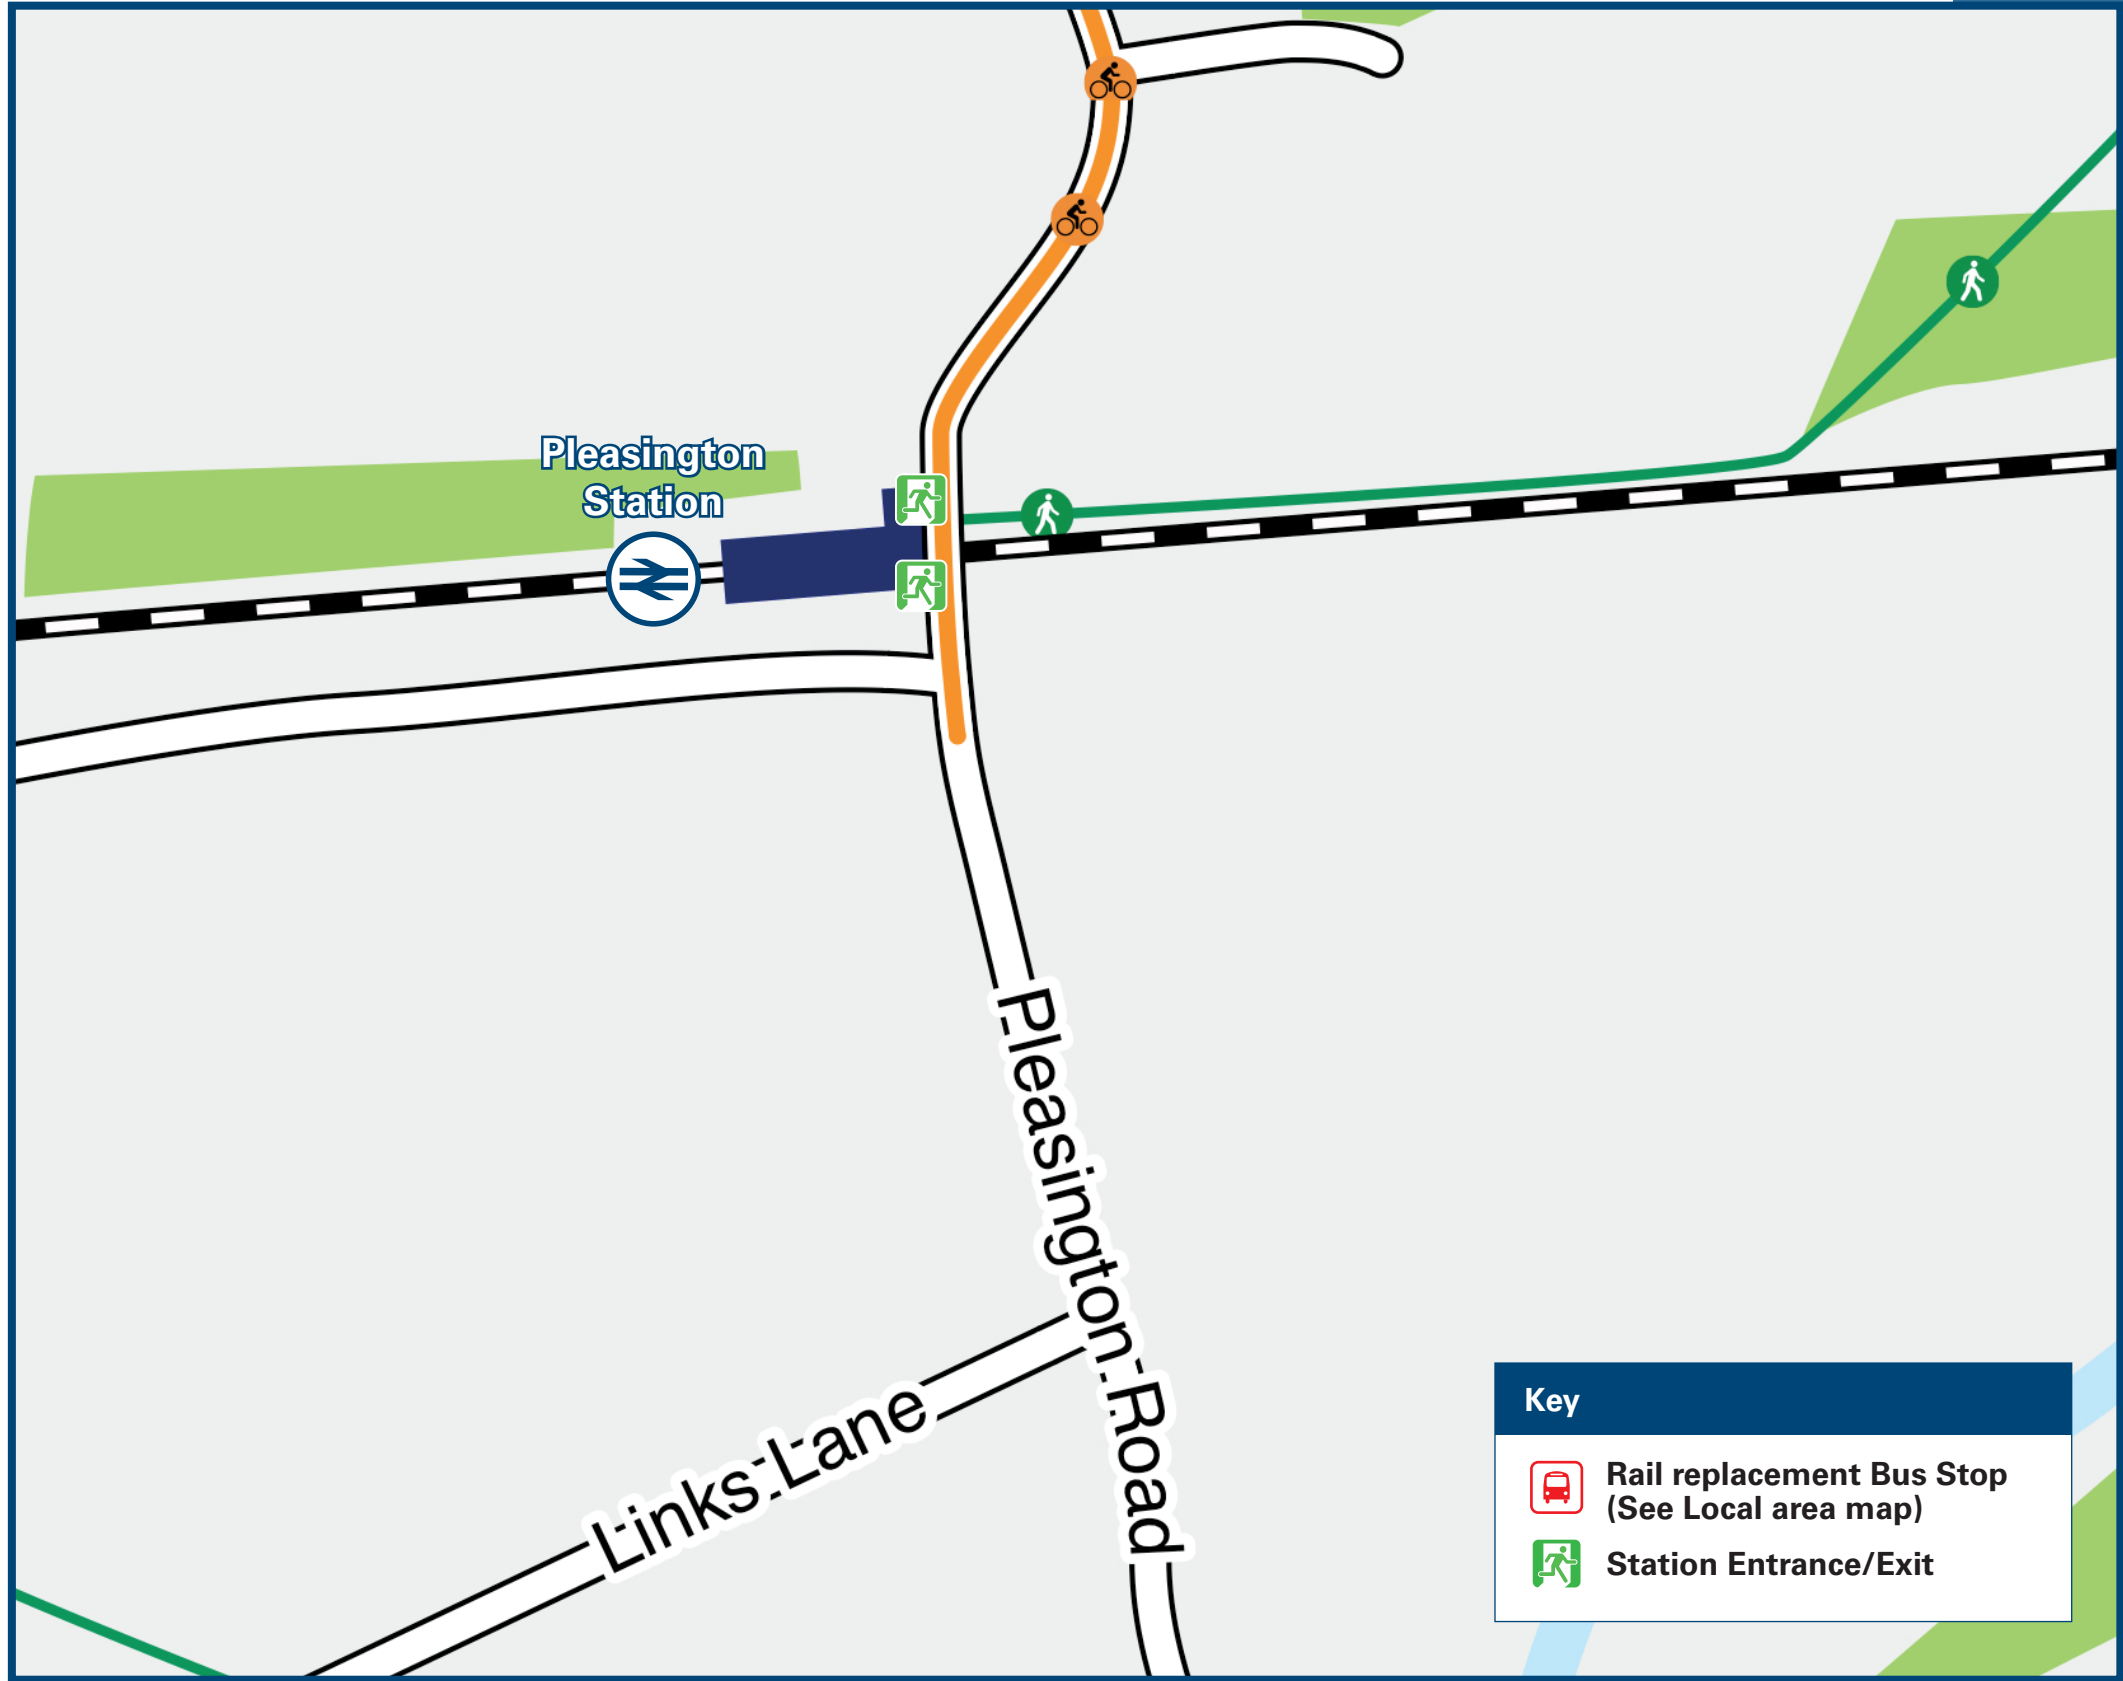 Pleasington
Station
Pleasington Road
Links Lane
Key
Rail replacement Bus Stop
(See Local area map)
Station Entrance/Exit